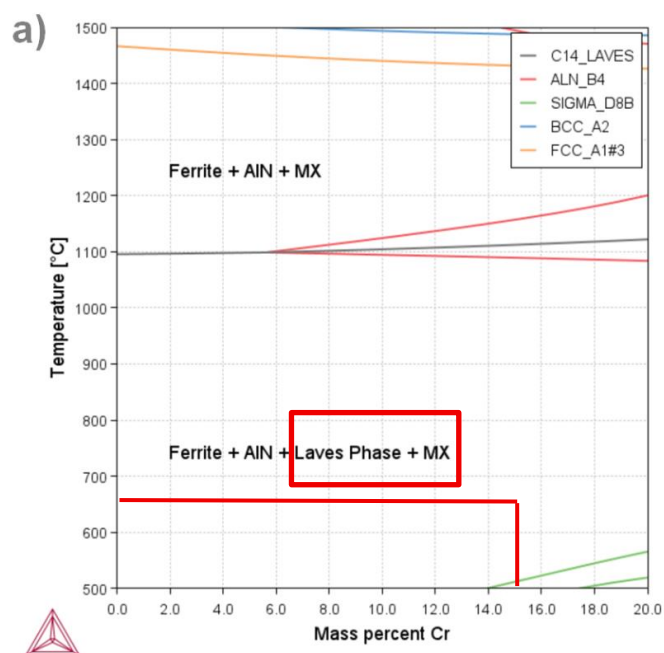 a)
1500
1400
1300
1200
1100
1000
900
800
700
600
500
Temperature [°C]
C14_LAVES
ALN_B4
SIGMA_D8B
BCC_A2
FCC_A1#3
Ferrite + AlN + MX
Ferrite + AlN + Laves Phase + MX
0.0 2.0 4.0 6.0 8.0 10.0 12.0 14.0 16.0 18.0 20.0
Mass percent Cr